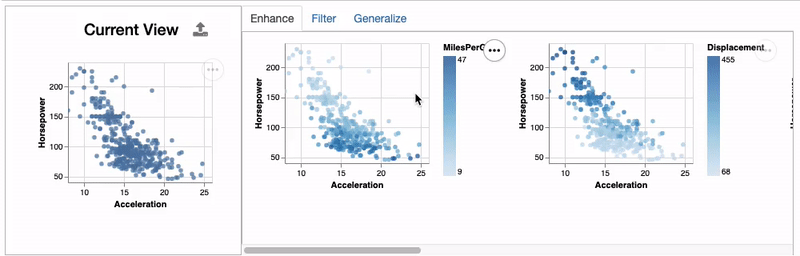 Current View
Enhance
Filter
Generalize
200
150
100
50
Horsepower
10
15
20
25
Acceleration
200
150
100
50
Horsepower
10
15
20
25
Acceleration
47
9
200
150
100
50
Horsepower
10
15
20
25
Acceleration
Displacement
455
68